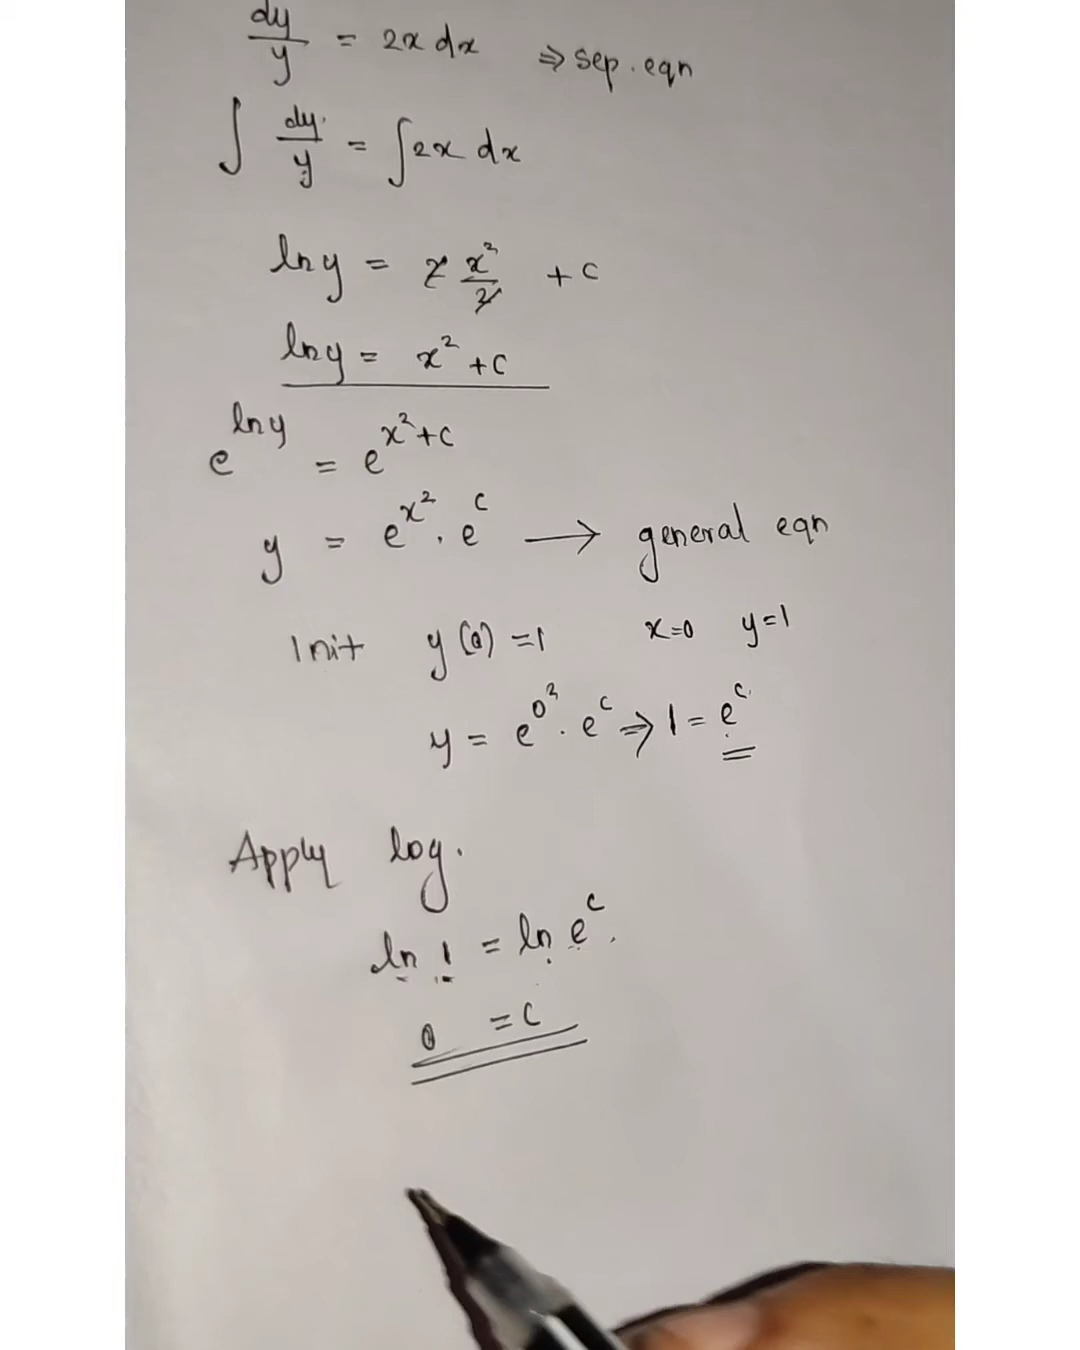 dy/y = 2x dx ⇒ sep. eqn
∫ dy/y = ∫2x dx
ln y = 2 x²/2 + c
ln y = x² + c
e^(ln y) = e^(x²+c)
y = e^(x²) . e^c → general eqn
Init y(0) = 1 x=0 y=1
y = e^(0²) . e^c ⇒ 1 = e^c
Apply log.
ln 1 = ln e^c.
0 = c